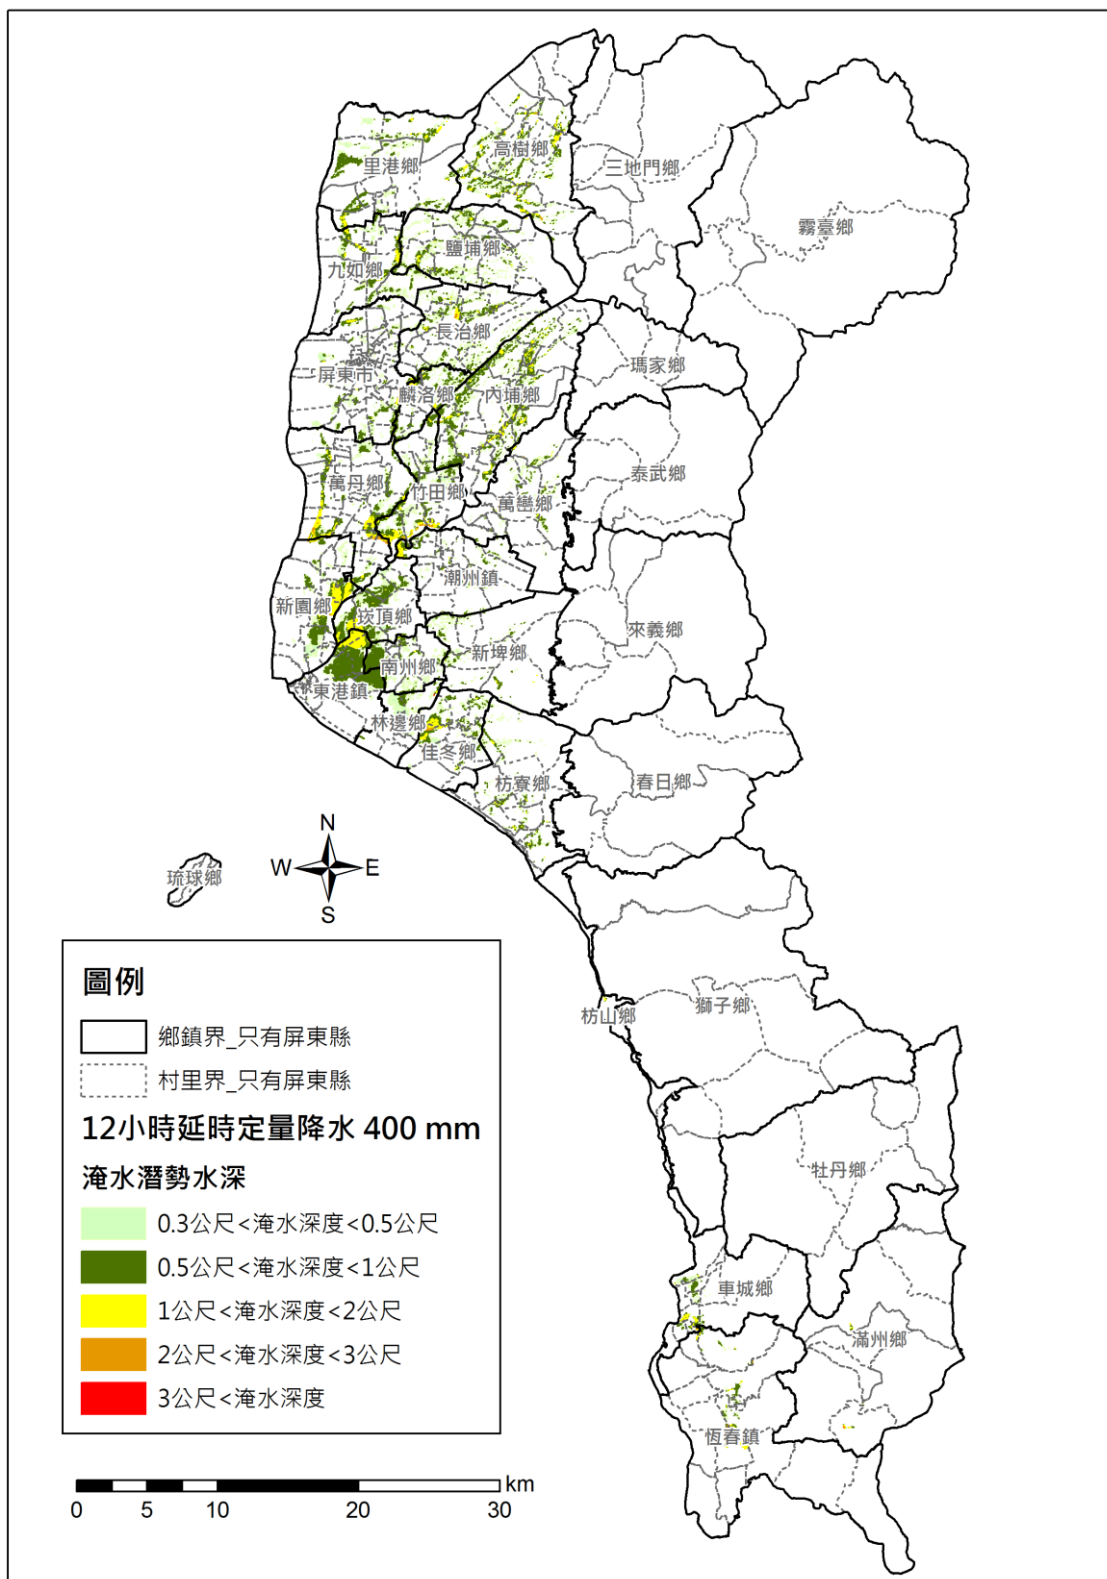 高樹鄉
里港鄉
三地門鄉
霧臺鄉
鹽埔鄉
九如鄉
長治鄉
屏東市
瑪家鄉
麟洛鄉
內埔鄉
泰武鄉
萬丹鄉
竹田鄉
萬巒鄉
潮州鎮
新園鄉
崁頂鄉
來義鄉
新埤鄉
南州鄉
東港鎮
林邊鄉
佳冬鄉
枋寮鄉
春日鄉
N
W
E
S
琉球鄉
獅子鄉
枋山鄉
牡丹鄉
車城鄉
滿州鄉
恆春鎮
圖例
鄉鎮界_只有屏東縣
村里界_只有屏東縣
12小時延時定量降水 400 mm
淹水潛勢水深
0.3公尺<淹水深度<0.5公尺
0.5公尺<淹水深度<1公尺
1公尺<淹水深度<2公尺
2公尺<淹水深度<3公尺
3公尺<淹水深度
km
0 5 10 20 30